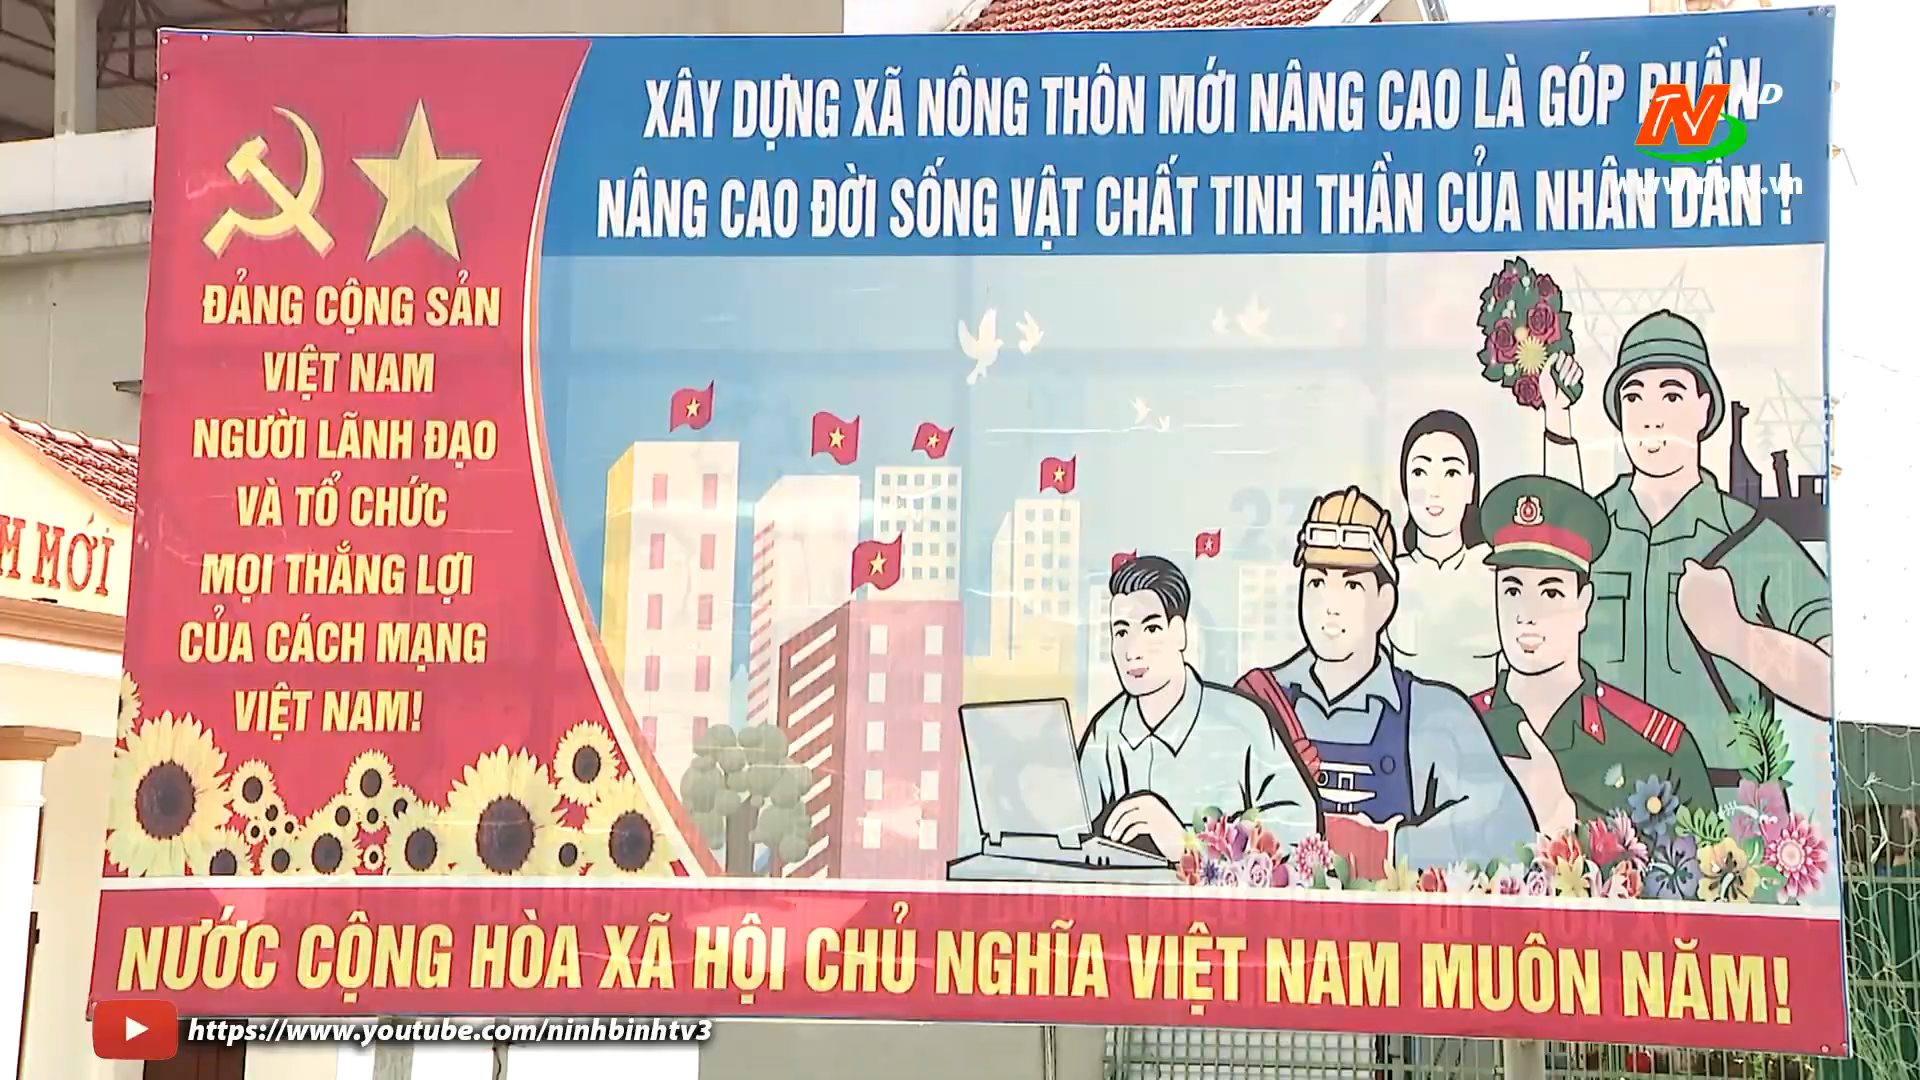 XÂY DỰNG XÃ NÔNG THÔN MỚI NÂNG CAO LÀ GÓP PHẦN
NÂNG CAO ĐỜI SỐNG VẬT CHẤT TINH THẦN CỦA NHÂN DÂN !
ĐẢNG CỘNG SẢN
VIỆT NAM
NGƯỜI LÃNH ĐẠO
VÀ TỔ CHỨC
MỌI THẮNG LỢI
CỦA CÁCH MẠNG
VIỆT NAM!
M MỚI
NƯỚC CỘNG HÒA XÃ HỘI CHỦ NGHĨA VIỆT NAM MUÔN NĂM!
https://www.youtube.com/ninhbinhtv3